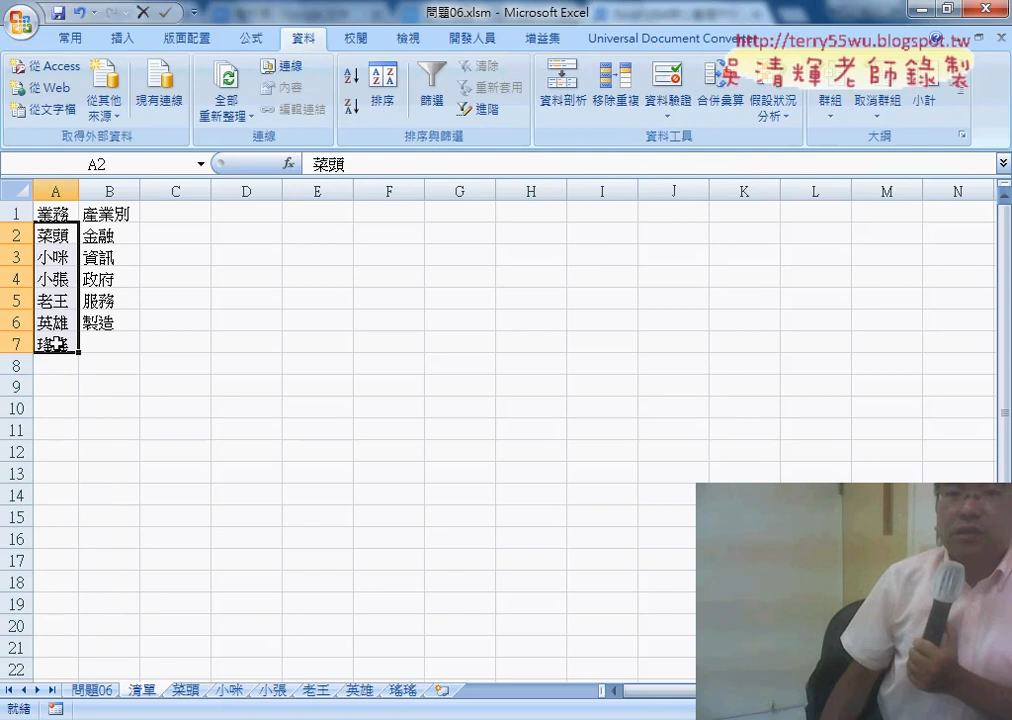 問題06.xlsm - Microsoft Excel
常用 插入 版面配置 公式 資料 校閱 檢視 開發人員 增益集 Universal Document Conver
http://terry55wu.blogspot.tw
吳清輝老師錄製
從 Access
從 Web
從文字檔
從其他來源
現有連線
全部重新整理
連線
內容
編輯連結
排序
篩選
清除
重新套用
進階
資料剖析
移除重複
資料驗證
合併彙算
假設狀況分析
群組
取消群組
小計
取得外部資料 連線 排序與篩選 資料工具 大綱
A2 fx 菜頭
A B C D E F G H I J K L M N
1 業務 產業別
2 菜頭 金融
3 小咪 資訊
4 小張 政府
5 老王 服務
6 英雄 製造
7 瑤瑤
8
9
10
11
12
13
14
15
16
17
18
19
20
21
22
問題06 清單 菜頭 小咪 小張 老王 英雄 瑤瑤
就緒